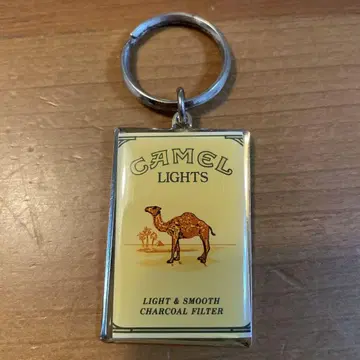 CAMEL
LIGHTS
LIGHT & SMOOTH
CHARCOAL FILTER